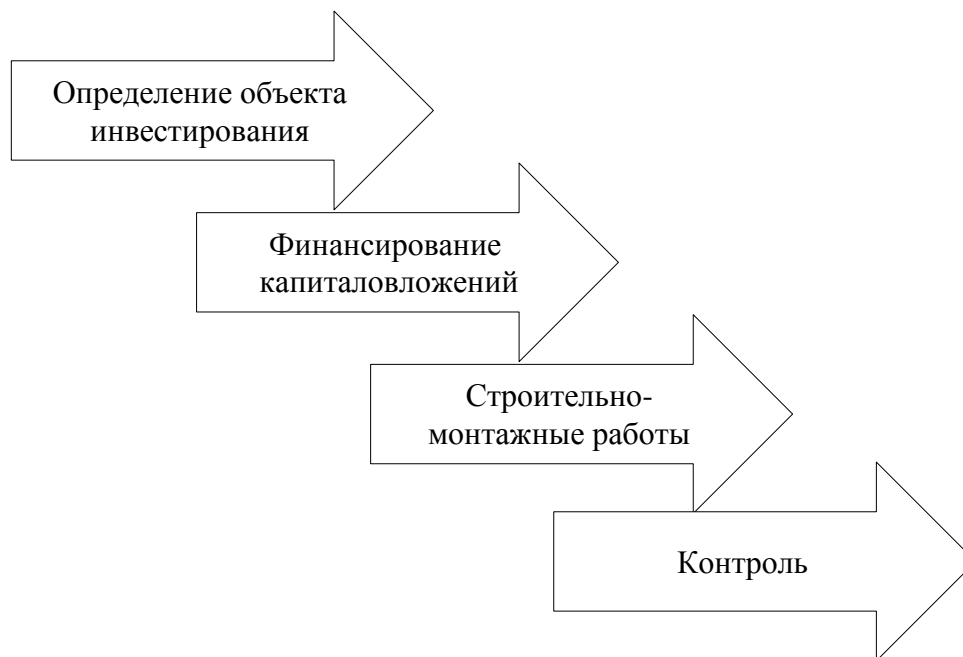 Определение объекта
инвестирования
Финансирование
капиталовложений
Строительно-
монтажные работы
Контроль